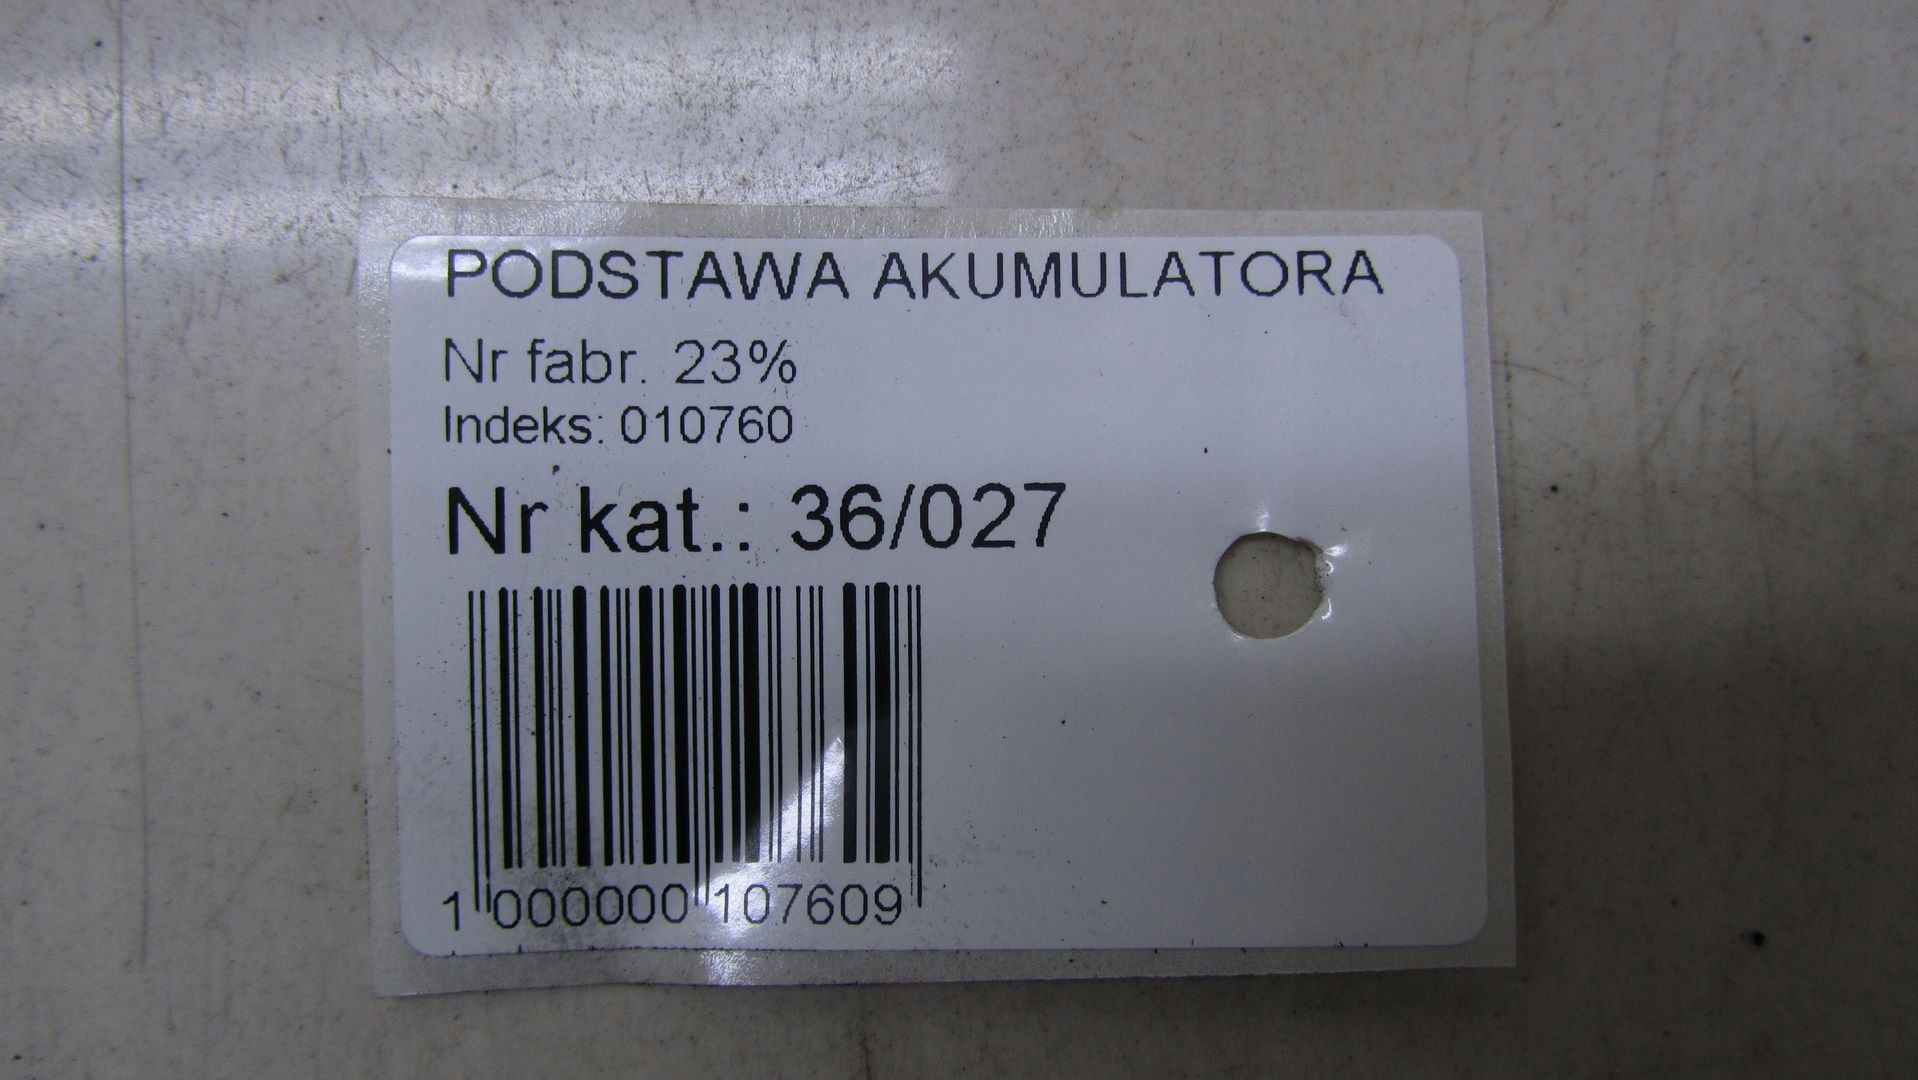 PODSTAWA AKUMULATORA
Nr fabr. 23%
Indeks: 010760
Nr kat.: 36/027
1 000000 107609